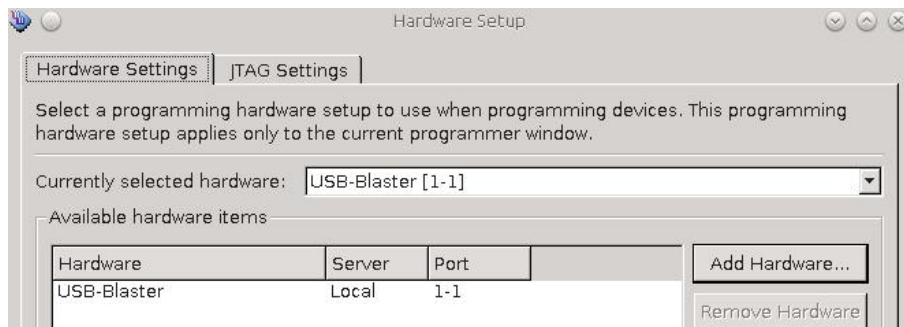 Hardware Setup
Hardware Settings JTAG Settings
Select a programming hardware setup to use when programming devices. This programming
hardware setup applies only to the current programmer window.
Currently selected hardware: USB-Blaster [1-1]
Available hardware items
Hardware Server Port Add Hardware...
USB-Blaster Local 1-1
Remove Hardware